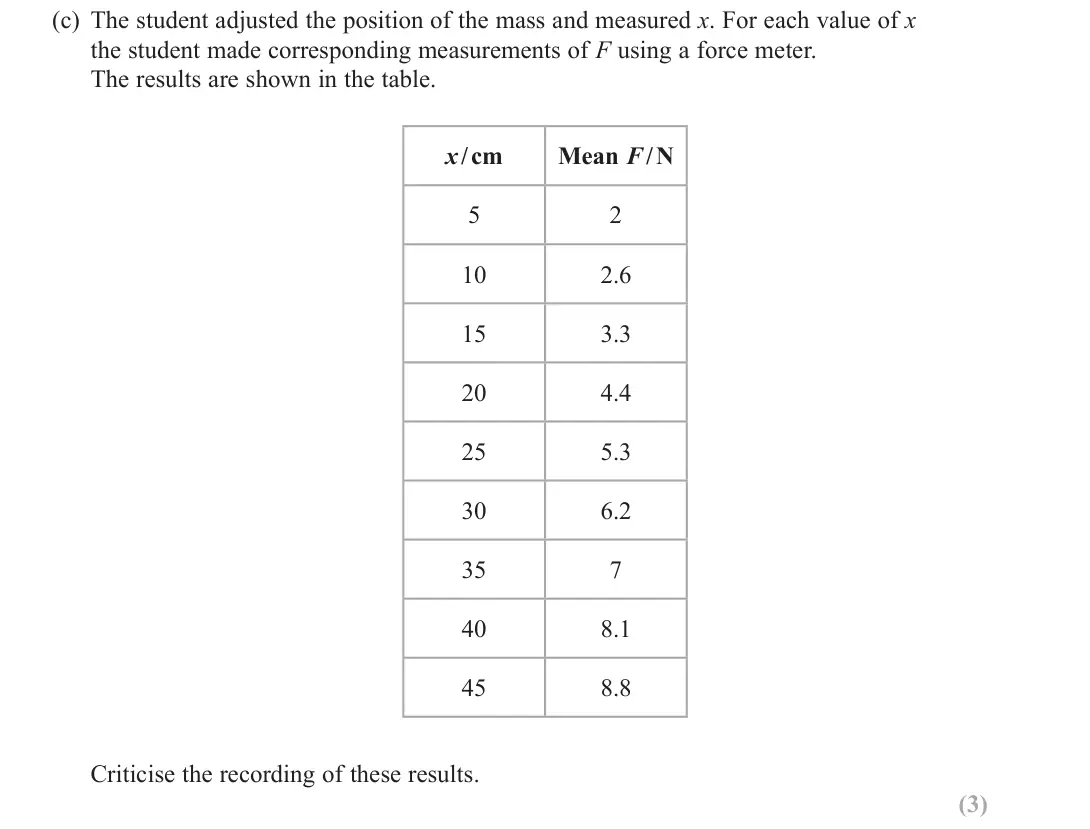 (c) The student adjusted the position of the mass and measured x. For each value of x
the student made corresponding measurements of F using a force meter.
The results are shown in the table.
x/cm Mean F/N
5 2
10 2.6
15 3.3
20 4.4
25 5.3
30 6.2
35 7
40 8.1
45 8.8
Criticise the recording of these results.
(3)